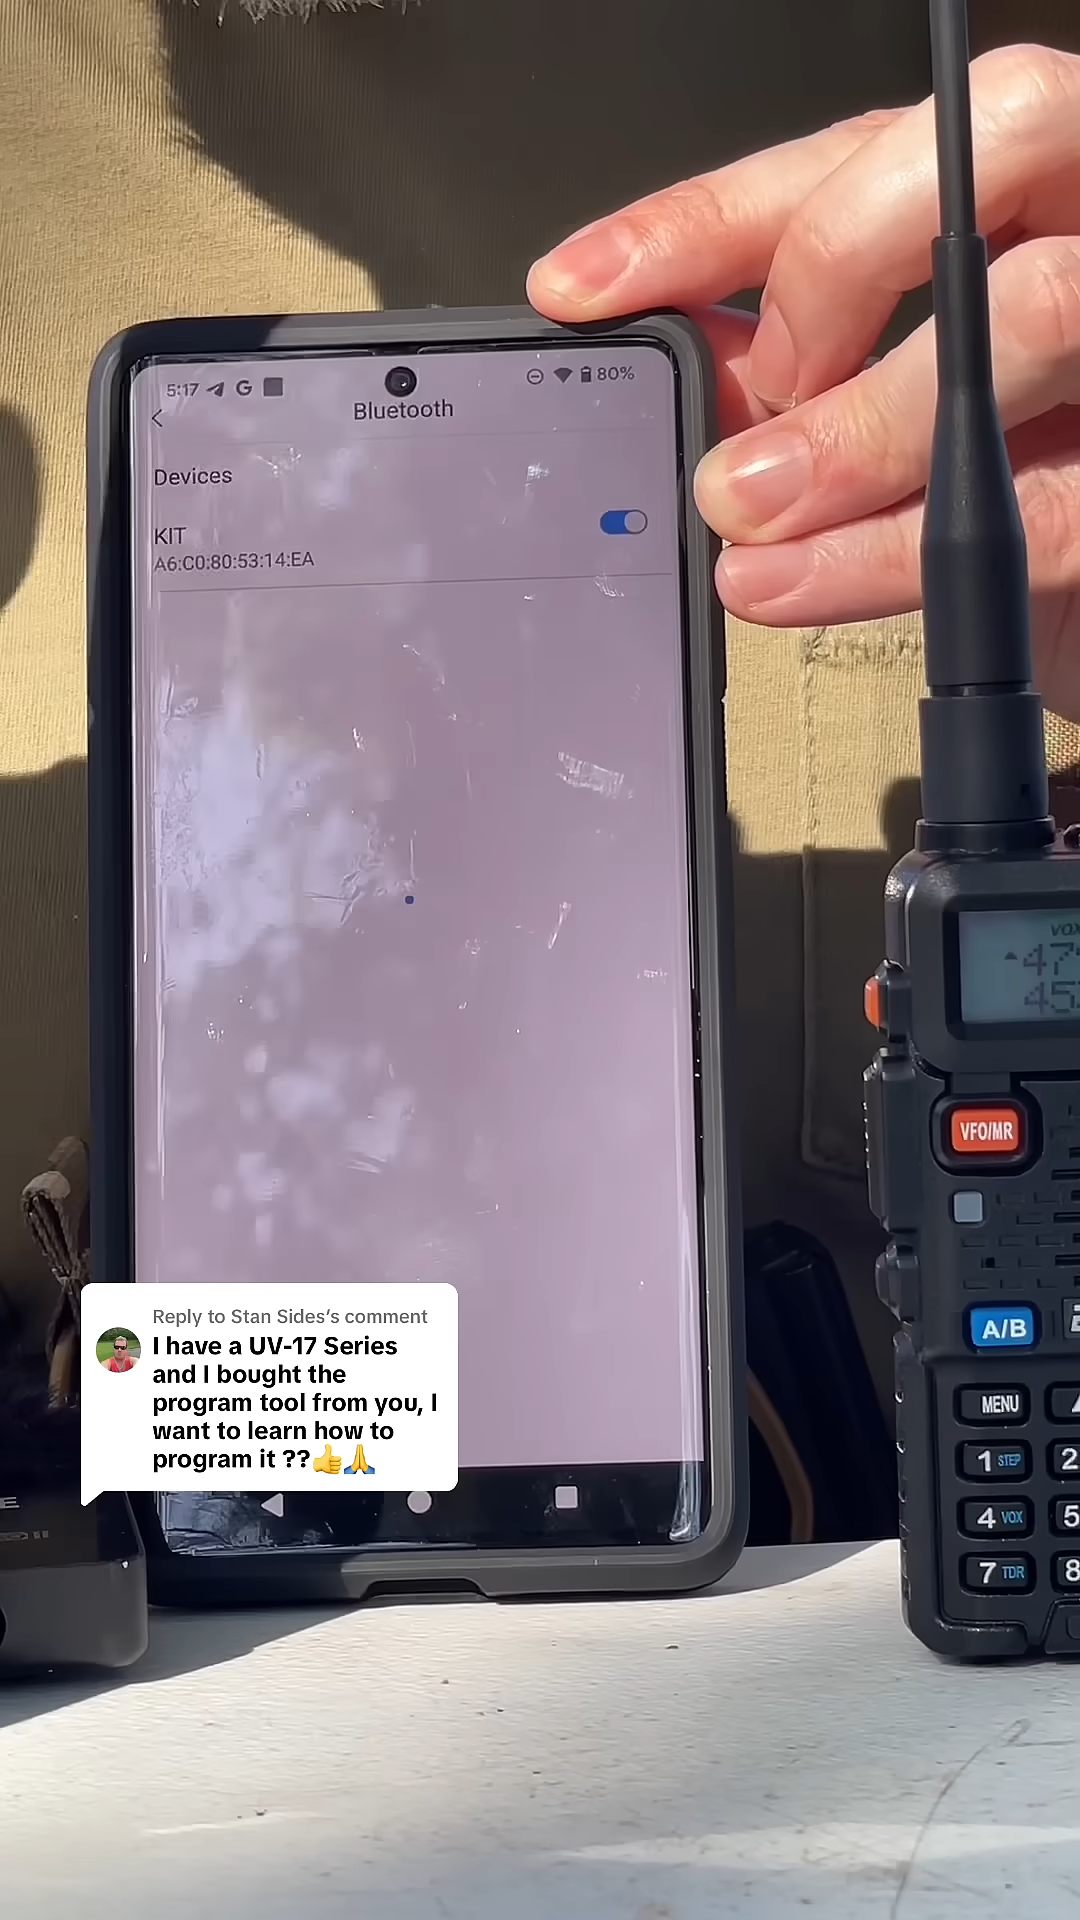 5:17 G 80%
Bluetooth
Devices
KIT
A6:C0:80:53:14:EA
VOX
47
45
VFO/MR
A/B
MENU
1 STEP 2
4 VOX 5
7 TDR 8
Reply to Stan Sides's comment
I have a UV-17 Series
and I bought the
program tool from you, I
want to learn how to
program it ??👍🙏
E